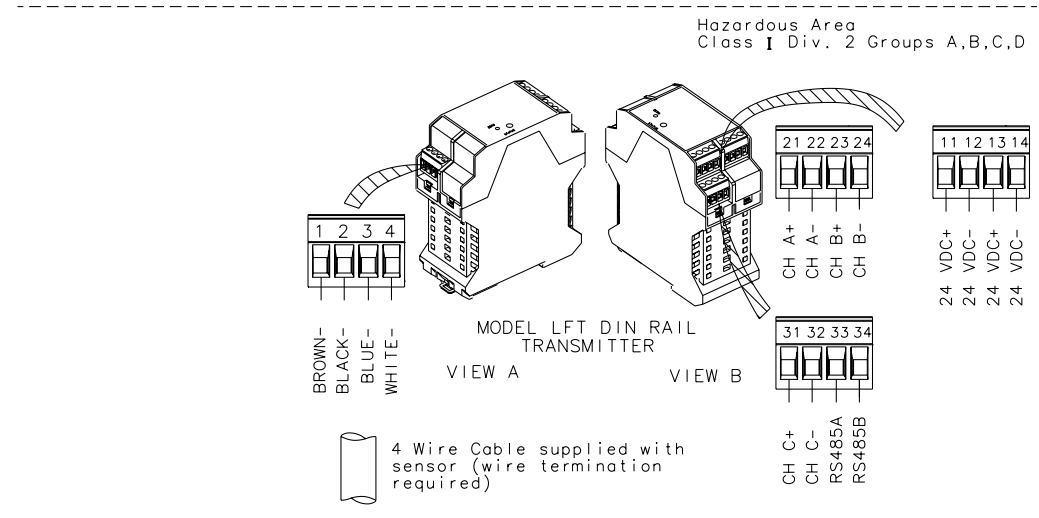 Hazardous Area
Class I Div. 2 Groups A,B,C,D
21 22 23 24
11 12 13 14
CH A+
CH A-
CH B+
CH B-
24 VDC+
24 VDC-
24 VDC+
24 VDC-
1 2 3 4
BROWN-
BLACK-
BLUE-
WHITE-
MODEL LFT DIN RAIL
TRANSMITTER
VIEW A
VIEW B
31 32 33 34
CH C+
CH C-
RS485A
RS485B
4 Wire Cable supplied with
sensor (wire termination
required)